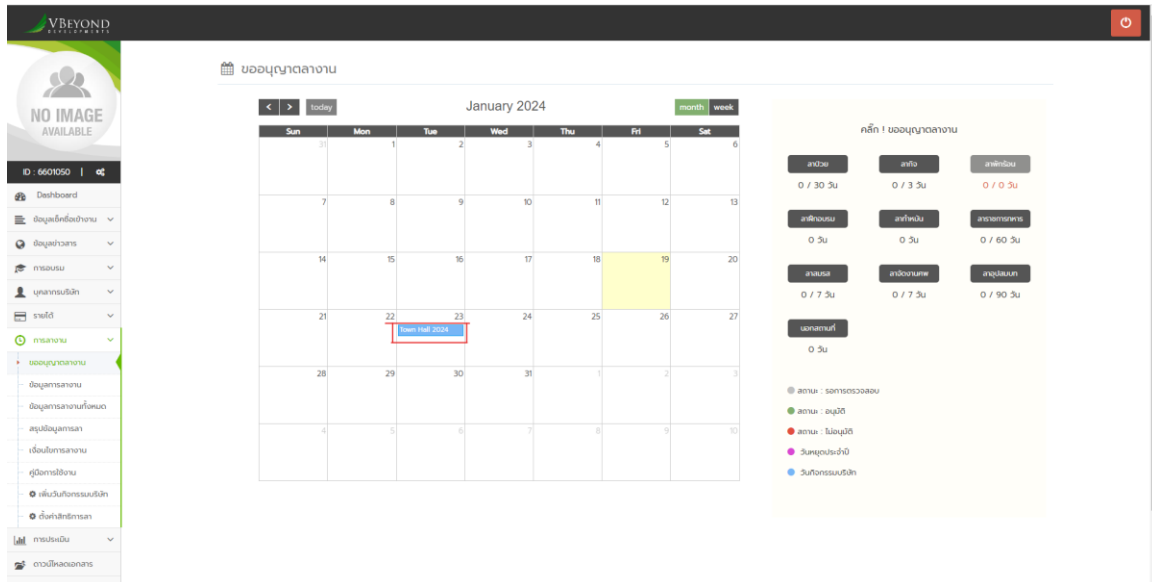 VBEYOND
DEVELOPMENTS
NO IMAGE
AVAILABLE
ID : 6601050 |
Dashboard
ข้อมูลเช็คชื่อเข้างาน
ข้อมูลข่าวสาร
การอบรม
บุคลากรบริษัท
รายได้
การลางาน
ขออนุญาตลางาน
ข้อมูลการลางาน
ข้อมูลการลางานทั้งหมด
สรุปข้อมูลการลา
เงื่อนไขการลางาน
คู่มือการใช้งาน
เพิ่มวันกิจกรรมบริษัท
ตั้งค่าสิทธิการลา
การประเมิน
ดาวน์โหลดเอกสาร
ขออนุญาตลางาน
< > today January 2024 month week
Sun Mon Tue Wed Thu Fri Sat
31 1 2 3 4 5 6
7 8 9 10 11 12 13
14 15 16 17 18 19 20
21 22 23 24 25 26 27
Town Hall 2024
28 29 30 31 1 2 3
4 5 6 7 8 9 10
คลิ๊ก ! ขออนุญาตลางาน
ลาป่วย ลากิจ ลาพักร้อน
0 / 30 วัน 0 / 3 วัน 0 / 0 วัน
ลาฝึกอบรม ลาทำหมัน ลาราชการทหาร
0 วัน 0 วัน 0 / 60 วัน
ลาสมรส ลาจัดงานศพ ลาอุปสมบท
0 / 7 วัน 0 / 7 วัน 0 / 90 วัน
นอกสถานที่
0 วัน
สถานะ : รอการตรวจสอบ
สถานะ : อนุมัติ
สถานะ : ไม่อนุมัติ
วันหยุดประจำปี
วันกิจกรรมบริษัท